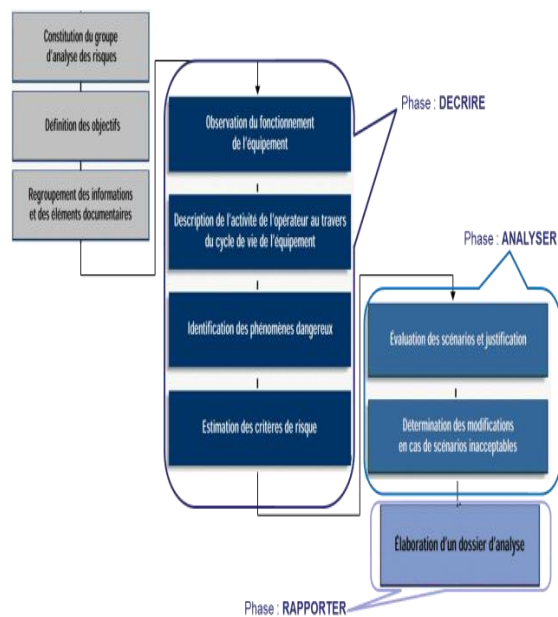 Constitution du groupe
d'analyse des risques
Définition des objectifs
Regroupement des informations
et des éléments documentaires
Observation du fonctionnement
de l'équipement
Description de l'activité de l'opérateur au travers
du cycle de vie de l'équipement
Identification des phénomènes dangereux
Estimation des critères de risque
Phase : DECRIRE
Phase : ANALYSER
Évaluation des scénarios et justification
Détermination des modifications
en cas de scénarios inacceptables
Élaboration d'un dossier d'analyse
Phase : RAPPORTER